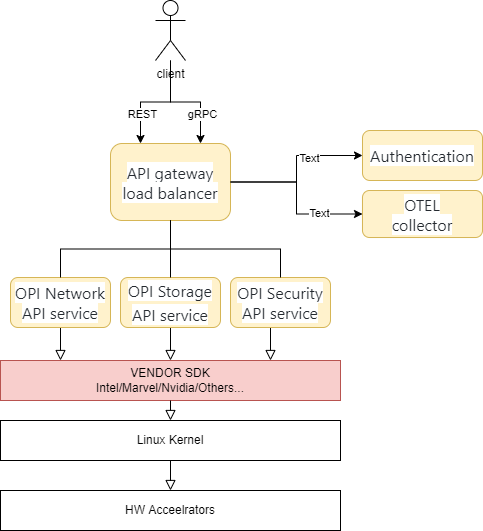 client
REST
gRPC
API gateway
load balancer
Text
Authentication
Text
OTEL
collector
OPI Network
API service
OPI Storage
API service
OPI Security
API service
VENDOR SDK
Intel/Marvel/Nvidia/Others...
Linux Kernel
HW Acceelrators